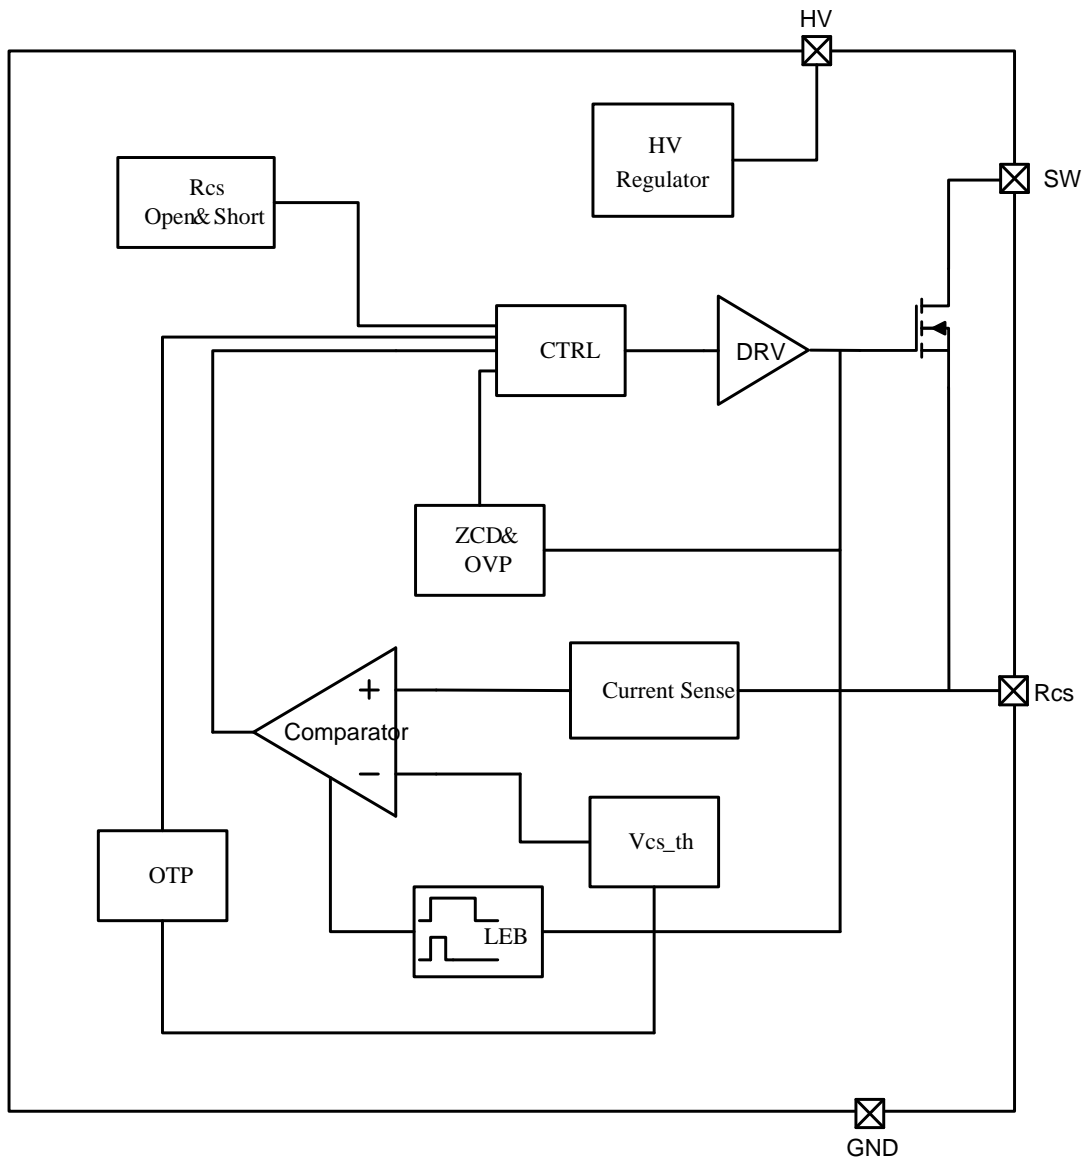 HV
HV
Regulator
SW
Rcs
Open& Short
CTRL
DRV
ZCD&
OVP
+
Current Sense
Rcs
Comparator
−
Vcs_th
OTP
LEB
GND